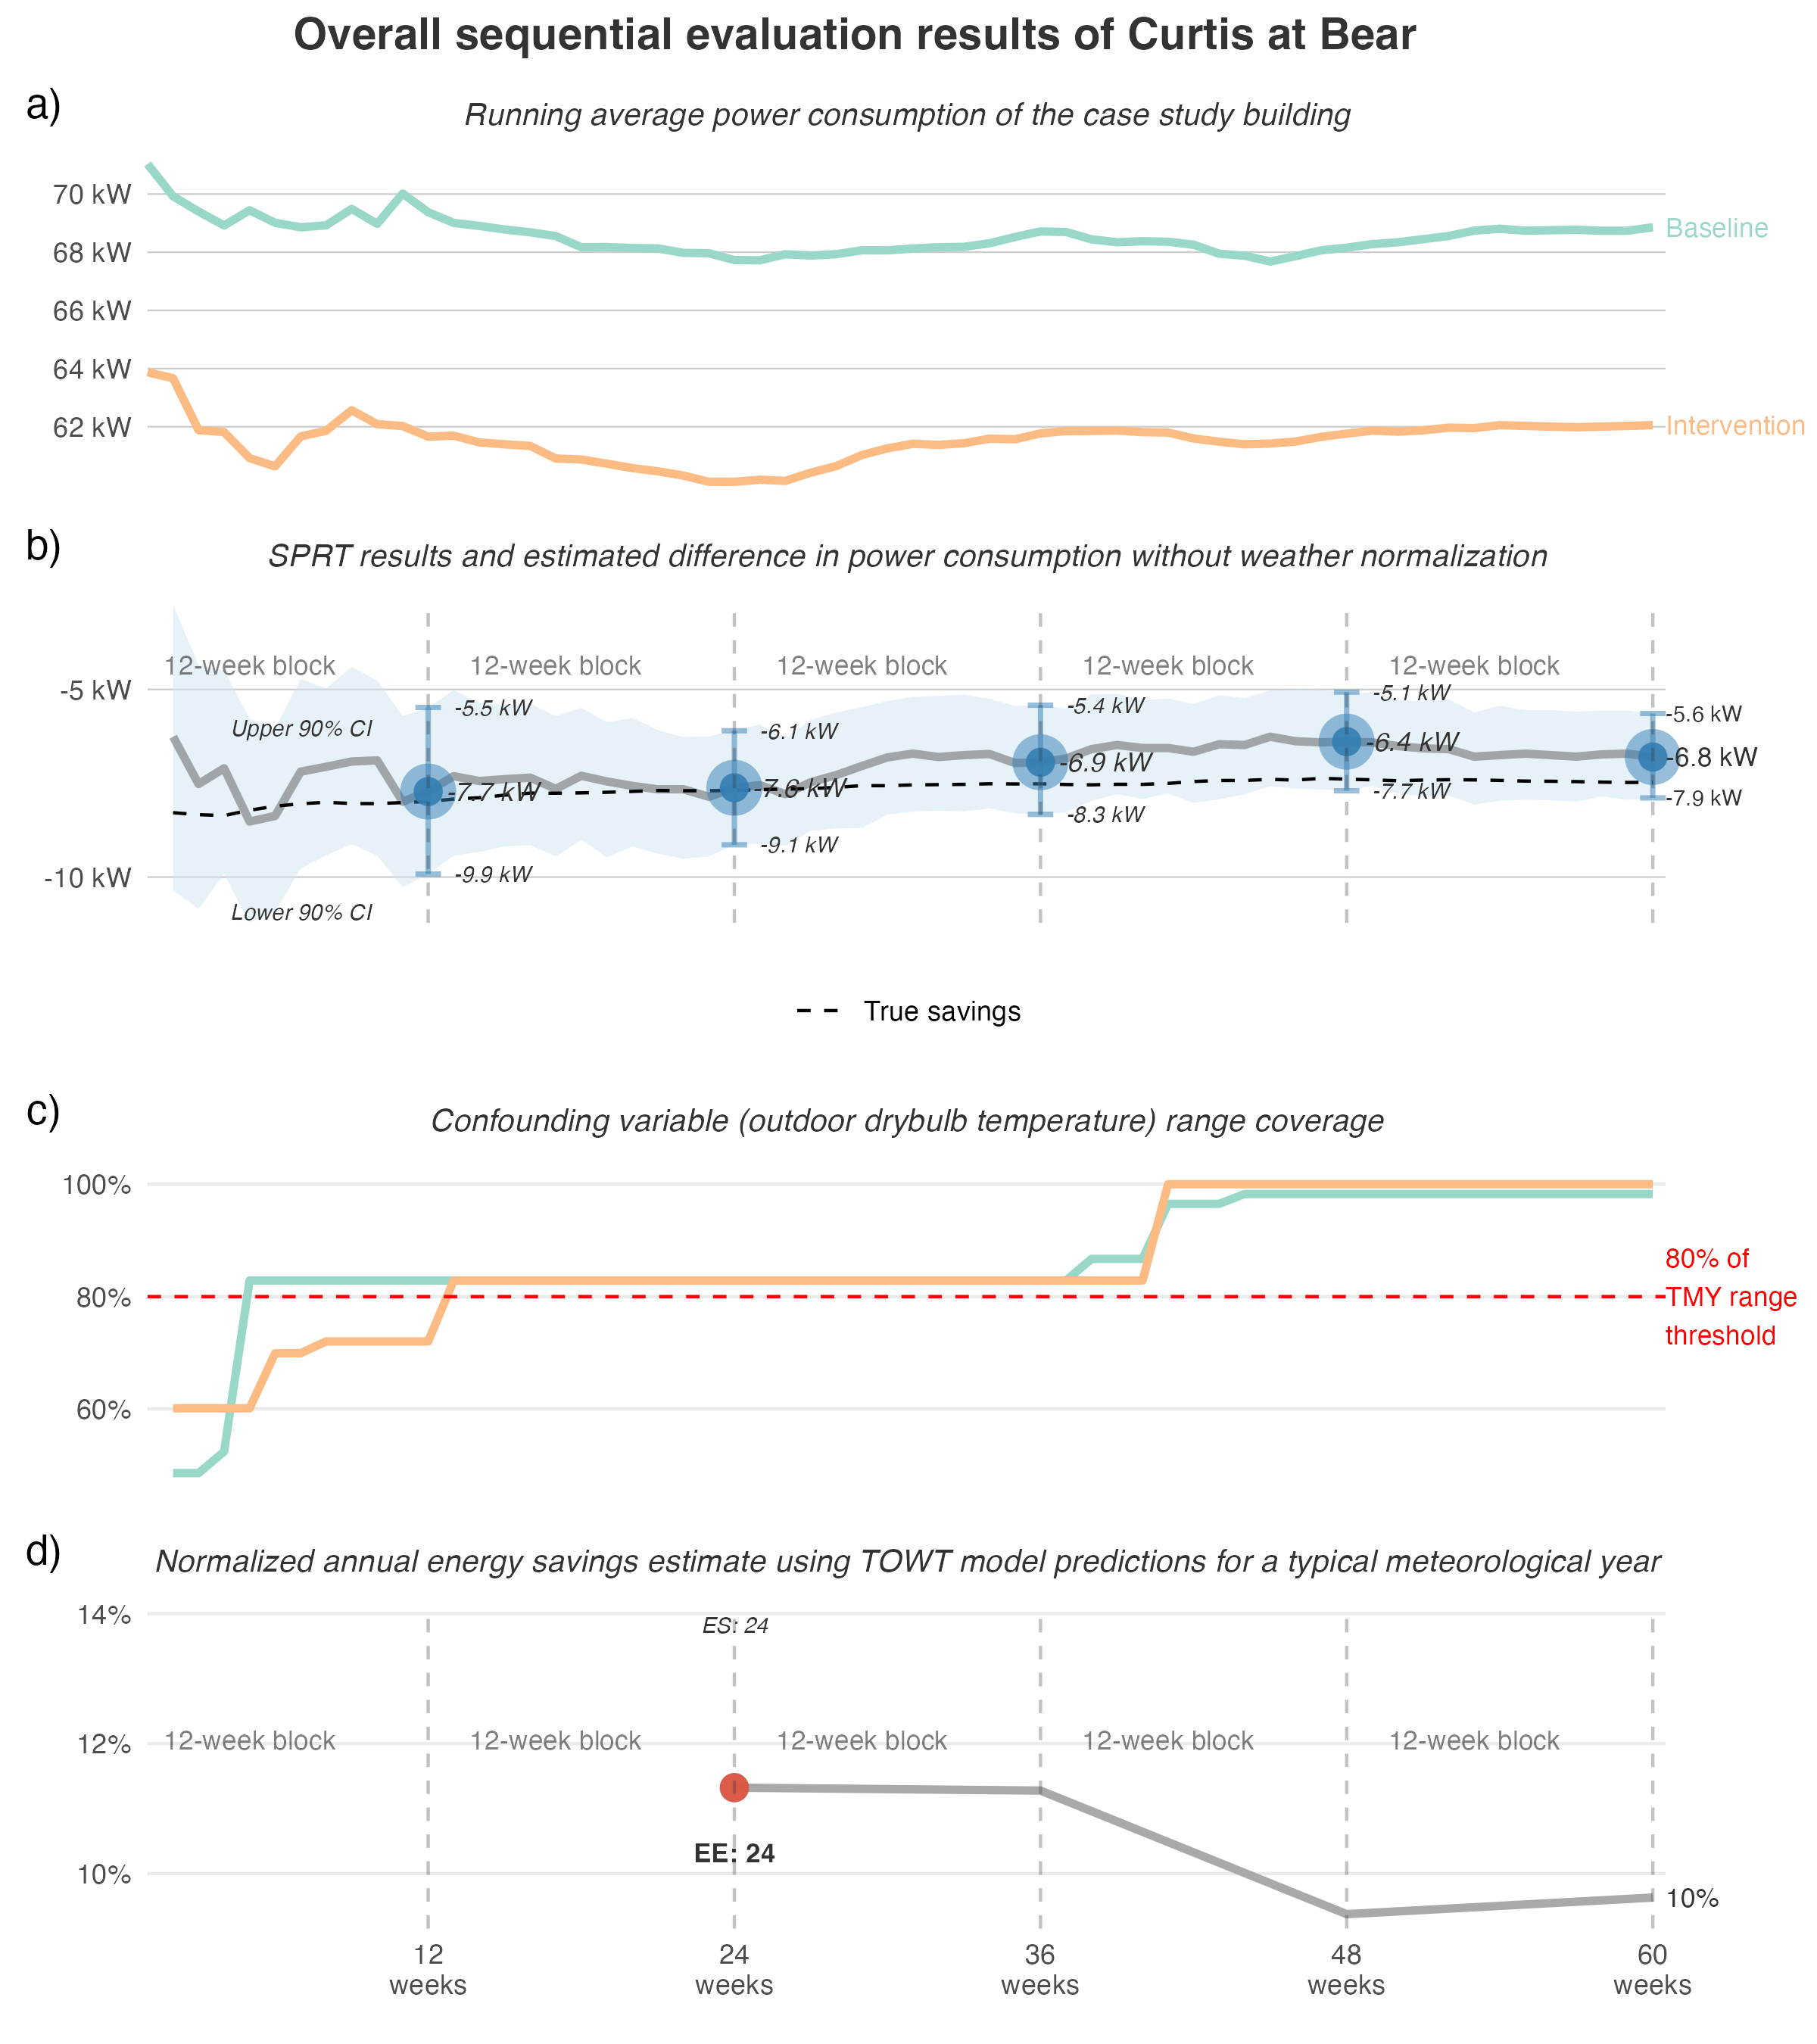 Overall sequential evaluation results of Curtis at Bear
a)
Running average power consumption of the case study building
70 kW
68 kW
66 kW
64 kW
62 kW
Baseline
Intervention
b)
SPRT results and estimated difference in power consumption without weather normalization
12-week block 12-week block 12-week block 12-week block 12-week block
-5 kW
-10 kW
Upper 90% CI
Lower 90% CI
-5.5 kW
-7.7 kW
-9.9 kW
-6.1 kW
-7.6 kW
-9.1 kW
-5.4 kW
-6.9 kW
-8.3 kW
-5.1 kW
-6.4 kW
-7.7 kW
-5.6 kW
-6.8 kW
-7.9 kW
True savings
c)
Confounding variable (outdoor drybulb temperature) range coverage
100%
80%
60%
80% of
TMY range
threshold
d)
Normalized annual energy savings estimate using TOWT model predictions for a typical meteorological year
14%
12%
10%
ES: 24
12-week block 12-week block 12-week block 12-week block 12-week block
EE: 24
10%
12 24 36 48 60
weeks weeks weeks weeks weeks